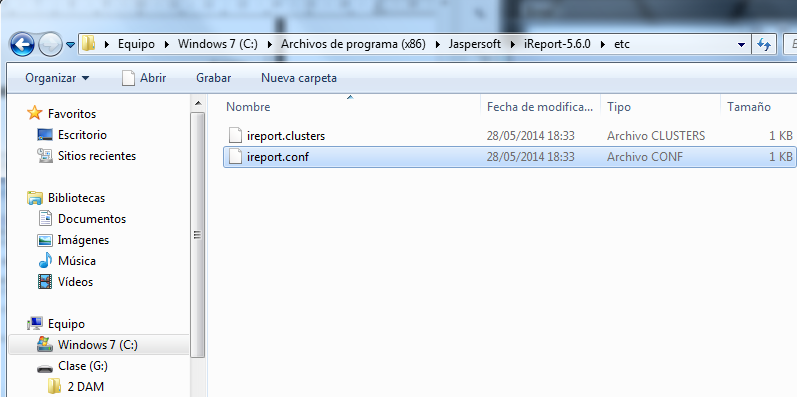 Equipo ▸ Windows 7 (C:) ▸ Archivos de programa (x86) ▸ Jaspersoft ▸ iReport-5.6.0 ▸ etc
Organizar Abrir Grabar Nueva carpeta
Favoritos
Escritorio
Sitios recientes
Bibliotecas
Documentos
Imágenes
Música
Vídeos
Equipo
Windows 7 (C:)
Clase (G:)
2 DAM
Nombre Fecha de modifica... Tipo Tamaño
ireport.clusters 28/05/2014 18:33 Archivo CLUSTERS 1 KB
ireport.conf 28/05/2014 18:33 Archivo CONF 1 KB